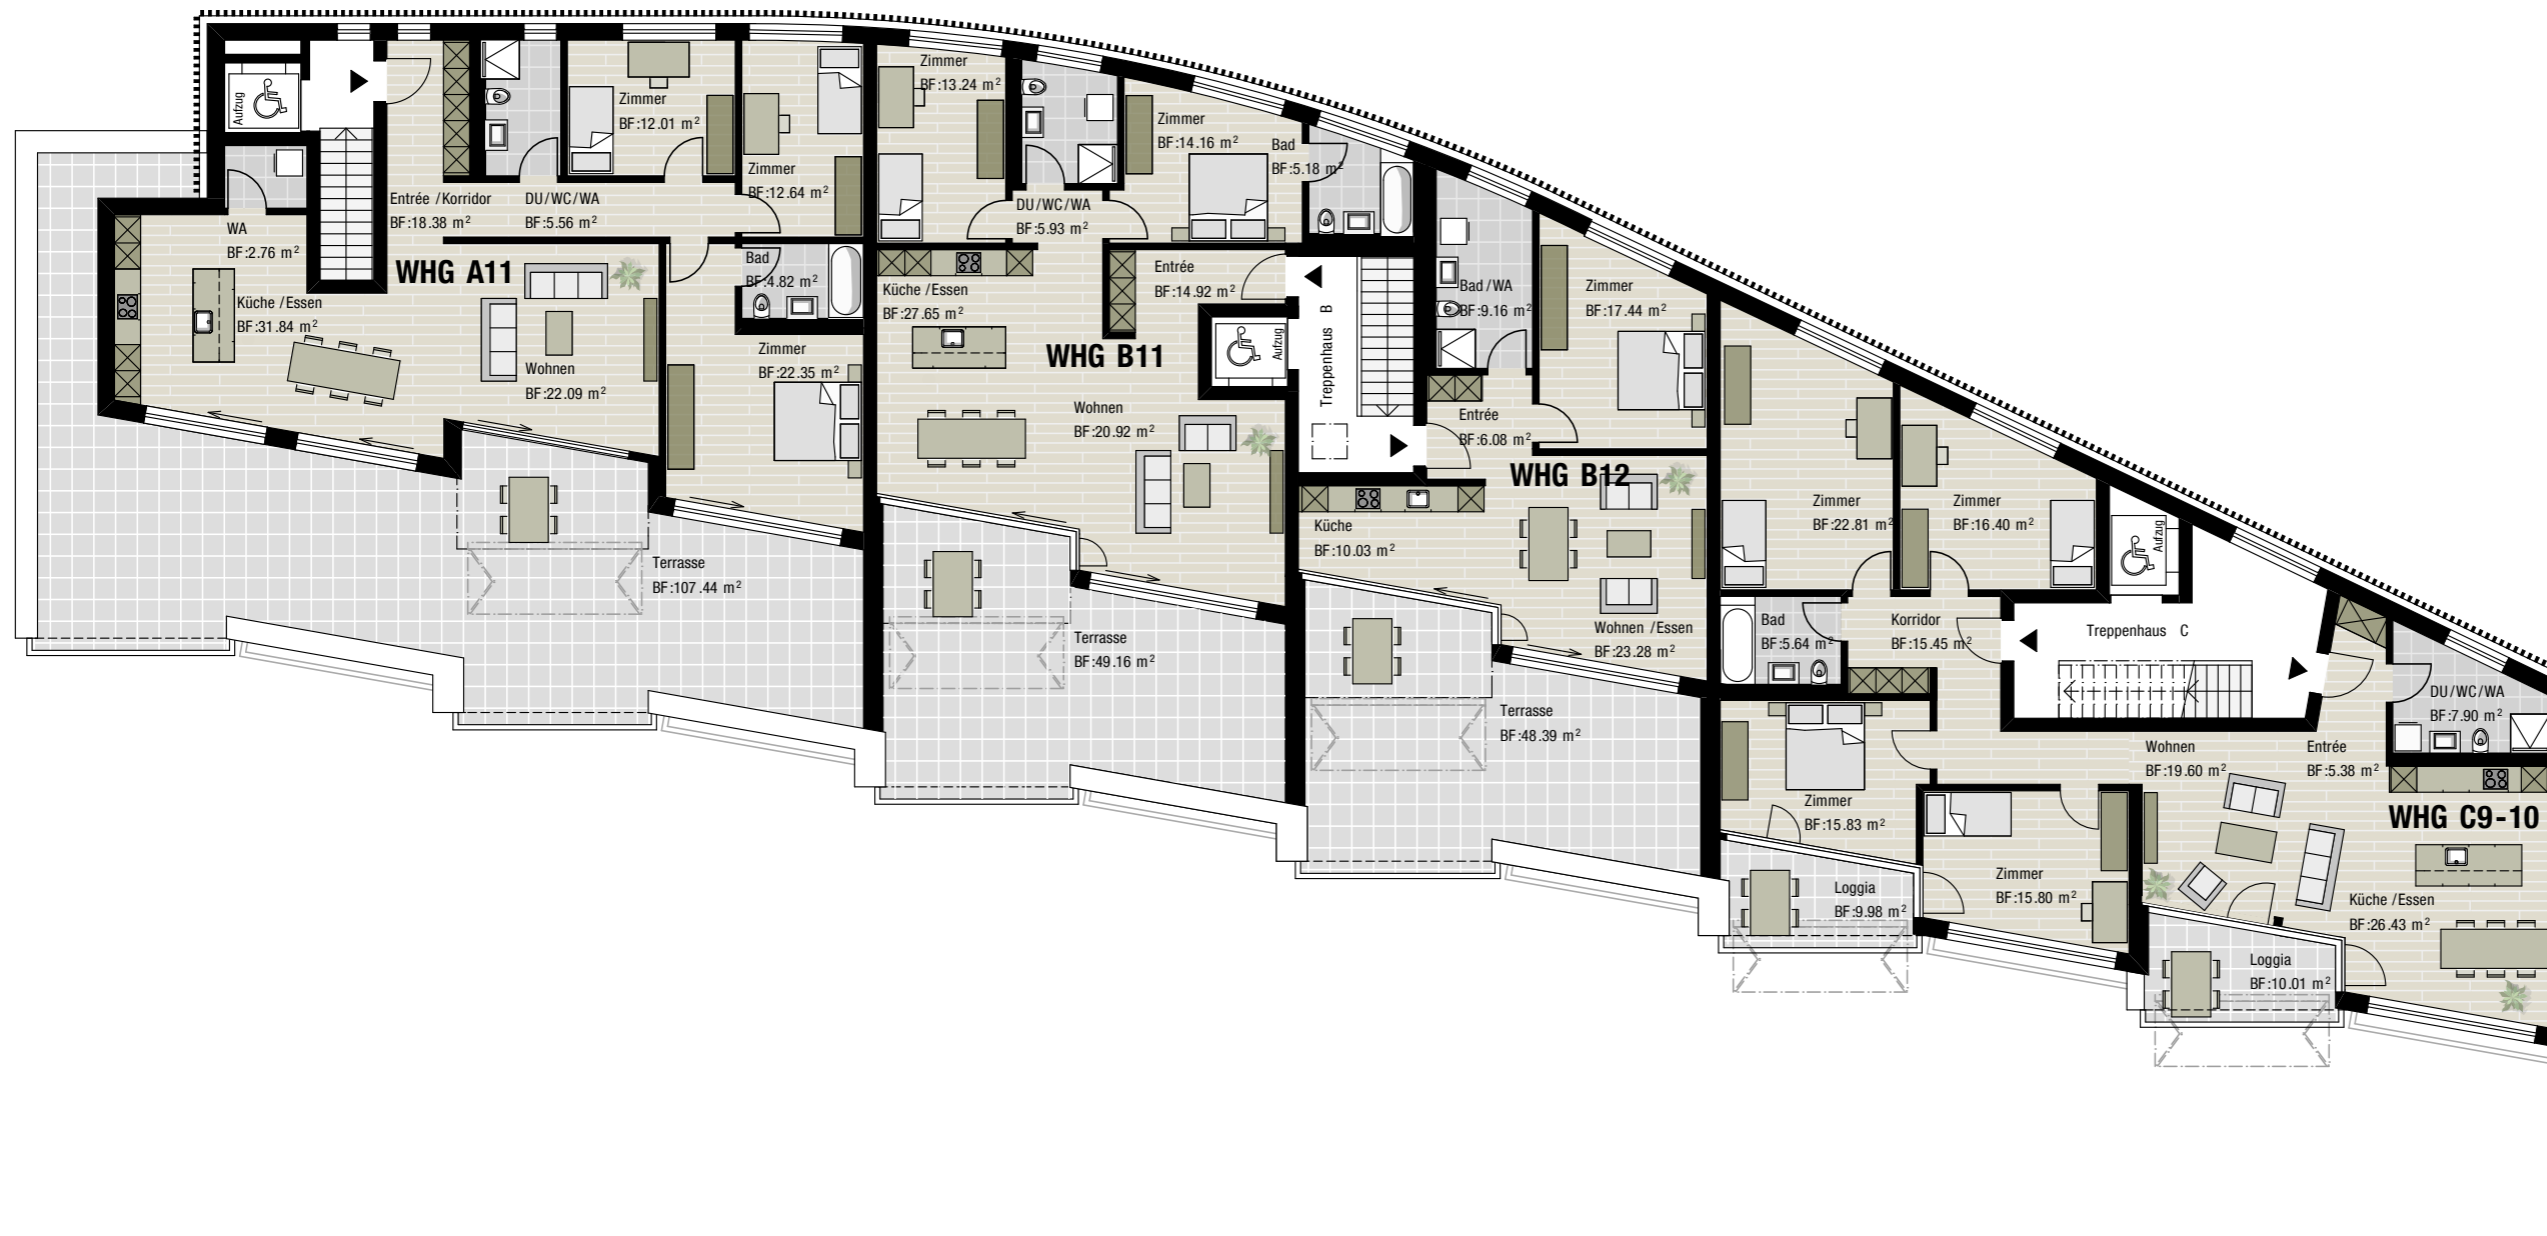 Aufzug
WA
BF:2.76 m²
Entrée /Korridor
BF:18.38 m²
DU/WC/WA
BF:5.56 m²
Zimmer
BF:12.01 m²
Zimmer
BF:12.64 m²
WHG A11
Küche /Essen
BF:31.84 m²
Wohnen
BF:22.09 m²
Bad
BF:4.82 m²
Zimmer
BF:22.35 m²
Terrasse
BF:107.44 m²
Zimmer
BF:13.24 m²
DU/WC/WA
BF:5.93 m²
Zimmer
BF:14.16 m²
Bad
BF:5.18 m²
Küche /Essen
BF:27.65 m²
Entrée
BF:14.92 m²
WHG B11
Aufzug
Treppenhaus B
Wohnen
BF:20.92 m²
Terrasse
BF:49.16 m²
Bad/WA
BF:9.16 m²
Zimmer
BF:17.44 m²
Entrée
BF:6.08 m²
WHG B12
Küche
BF:10.03 m²
Wohnen /Essen
BF:23.28 m²
Terrasse
BF:48.39 m²
Zimmer
BF:22.81 m²
Zimmer
BF:16.40 m²
Aufzug
Bad
BF:5.64 m²
Korridor
BF:15.45 m²
Treppenhaus C
Zimmer
BF:15.83 m²
Zimmer
BF:15.80 m²
Loggia
BF:9.98 m²
Wohnen
BF:19.60 m²
Entrée
BF:5.38 m²
DU/WC/WA
BF:7.90 m²
WHG C9-10
Küche /Essen
BF:26.43 m²
Loggia
BF:10.01 m²